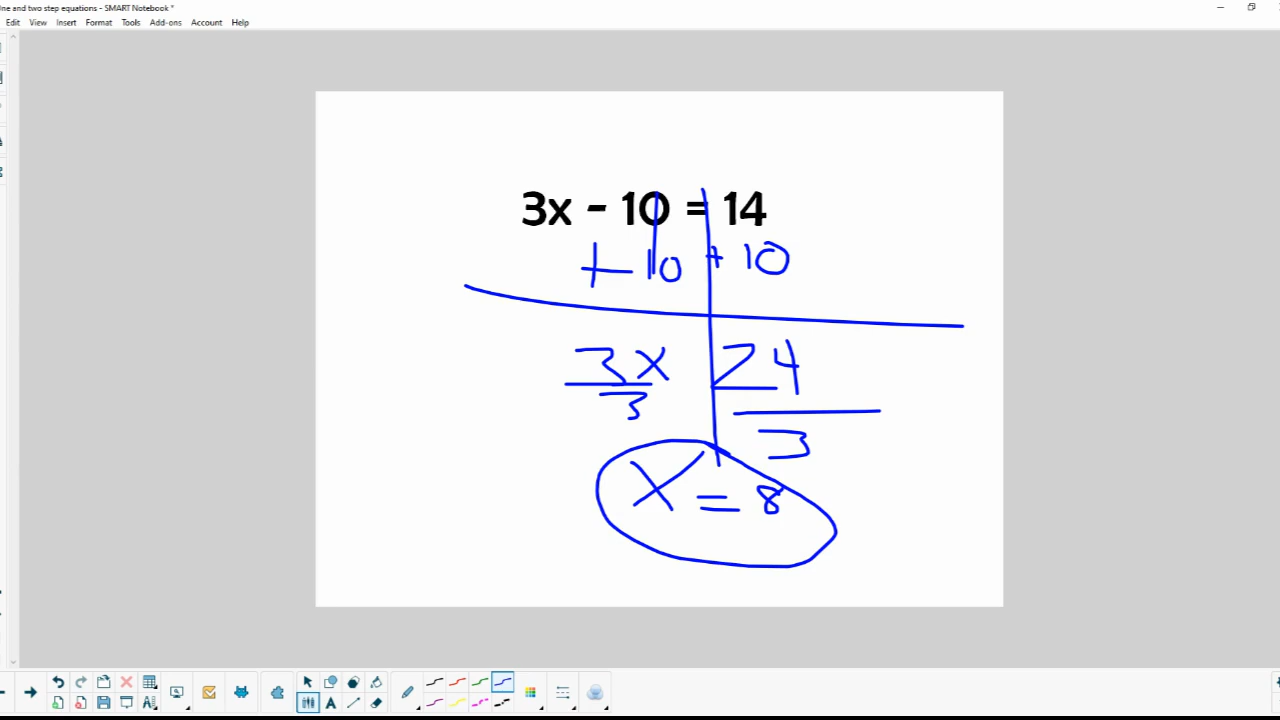 One and two step equations - SMART Notebook *
Edit View Insert Format Tools Add-ons Account Help
3x - 10 = 14
+ 10 + 10
3x 24
3 3
x = 8